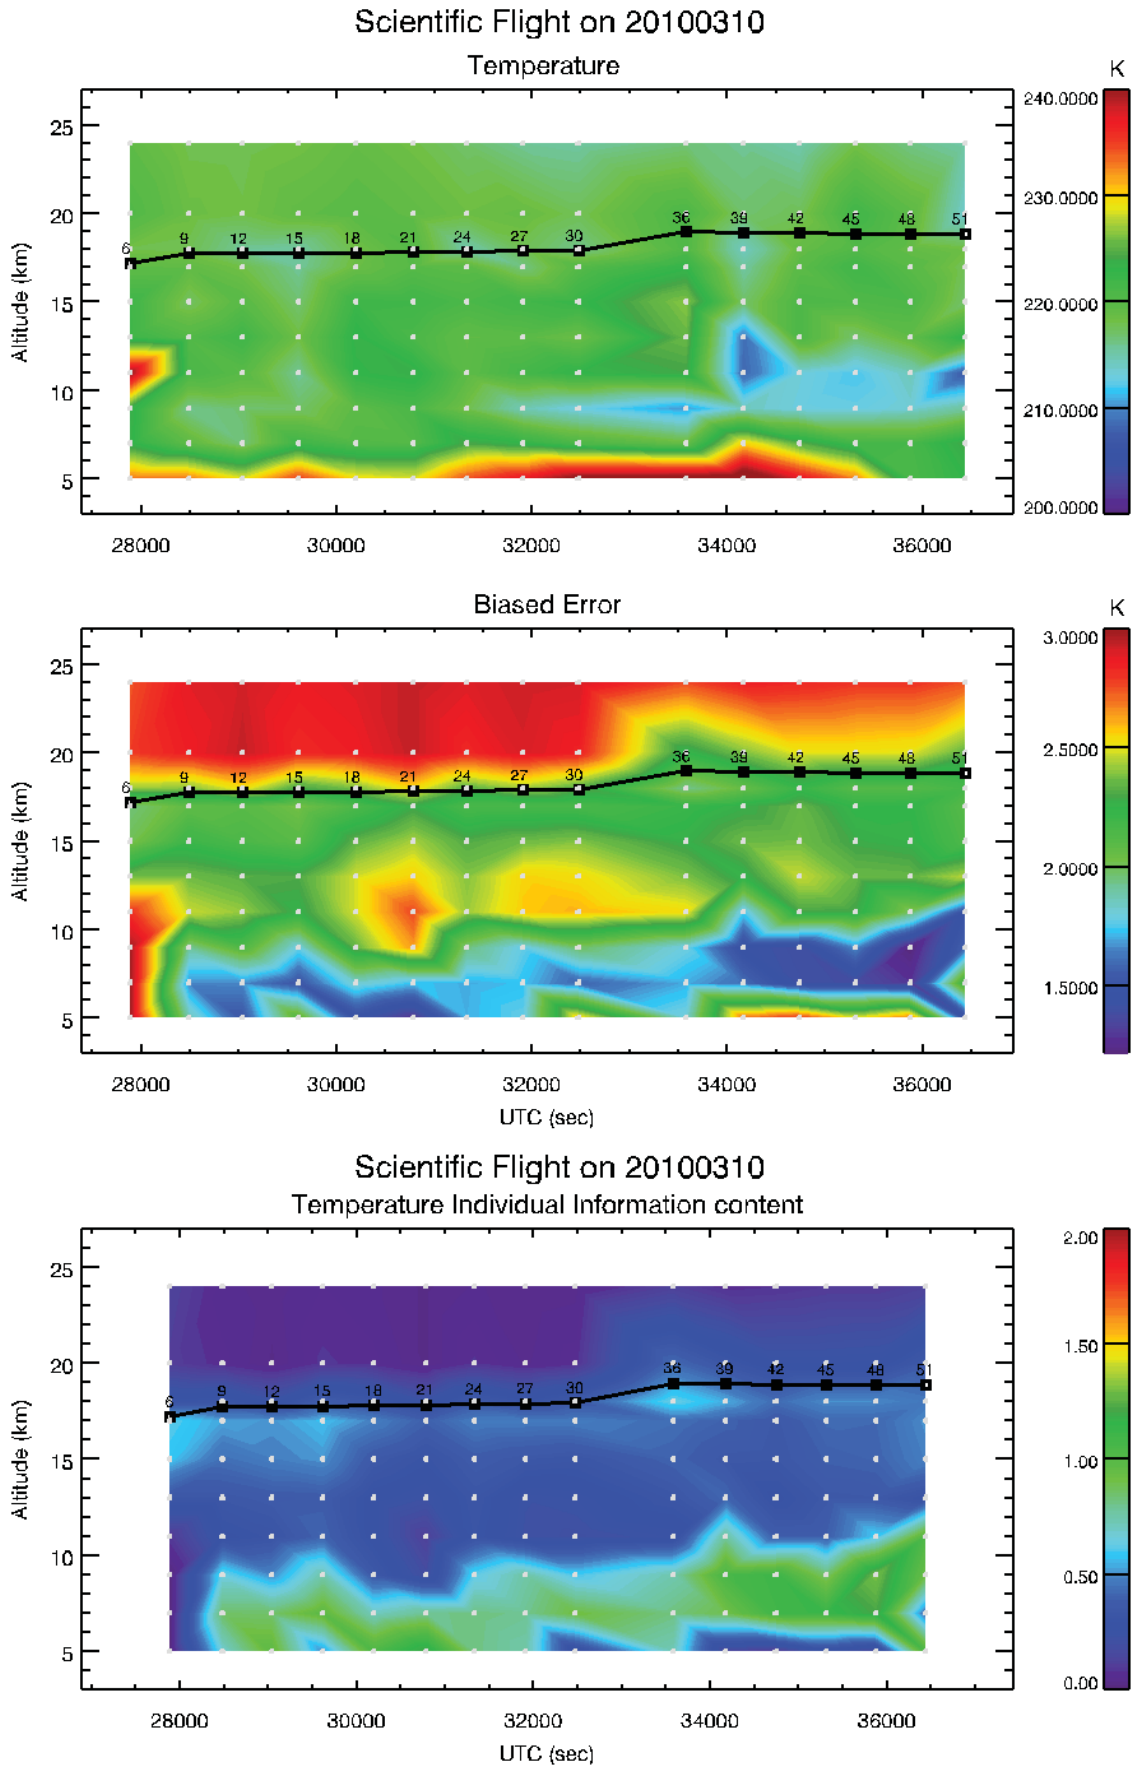 Scientific Flight on 20100310
Temperature
K
240.0000
230.0000
220.0000
210.0000
200.0000
Altitude (km)
25
20
15
10
5
6 9 12 15 18 21 24 27 30 36 39 42 45 48 51
28000 30000 32000 34000 36000
Biased Error
K
3.0000
2.5000
2.0000
1.5000
Altitude (km)
25
20
15
10
5
6 9 12 15 18 21 24 27 30 36 39 42 45 48 51
28000 30000 32000 34000 36000
UTC (sec)
Scientific Flight on 20100310
Temperature Individual Information content
2.00
1.50
1.00
0.50
0.00
Altitude (km)
25
20
15
10
5
6 9 12 15 18 21 24 27 30 36 39 42 45 48 51
28000 30000 32000 34000 36000
UTC (sec)